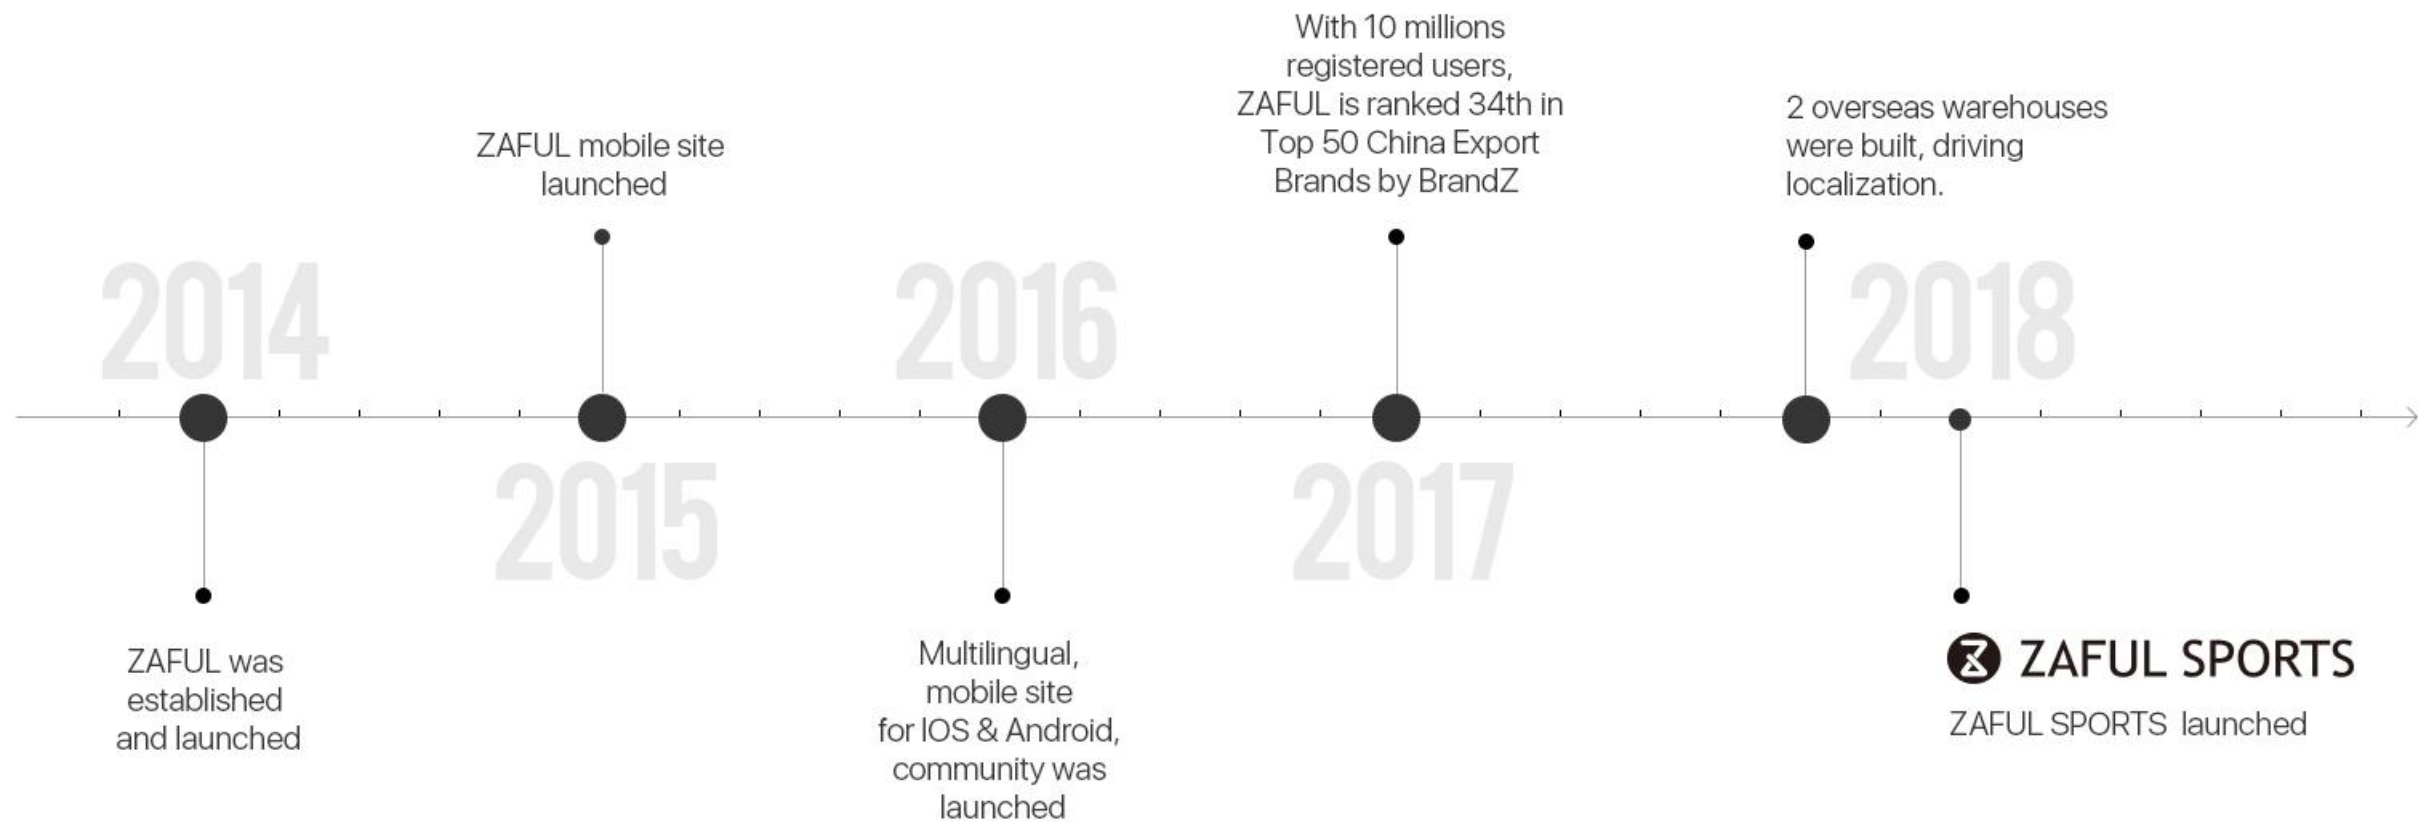 2014
ZAFUL was
established
and launched
ZAFUL mobile site
launched
2015
2016
Multilingual,
mobile site
for IOS & Android,
community was
launched
With 10 millions
registered users,
ZAFUL is ranked 34th in
Top 50 China Export
Brands by BrandZ
2017
2 overseas warehouses
were built, driving
localization.
2018
ZAFUL SPORTS
ZAFUL SPORTS launched